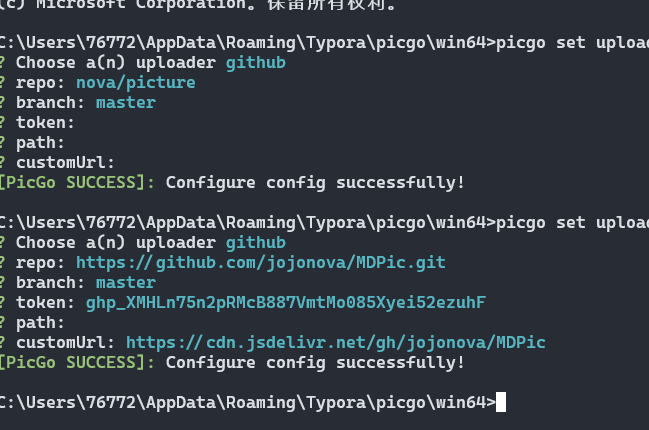 (c) Microsoft Corporation。保留所有权利。
C:\Users\76772\AppData\Roaming\Typora\picgo\win64>picgo set upload
? Choose a(n) uploader github
? repo: nova/picture
? branch: master
? token:
? path:
? customUrl:
[PicGo SUCCESS]: Configure config successfully!
C:\Users\76772\AppData\Roaming\Typora\picgo\win64>picgo set upload
? Choose a(n) uploader github
? repo: https://github.com/jojonova/MDPic.git
? branch: master
? token: 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
? path:
? customUrl: https://cdn.jsdelivr.net/gh/jojonova/MDPic
[PicGo SUCCESS]: Configure config successfully!
C:\Users\76772\AppData\Roaming\Typora\picgo\win64>